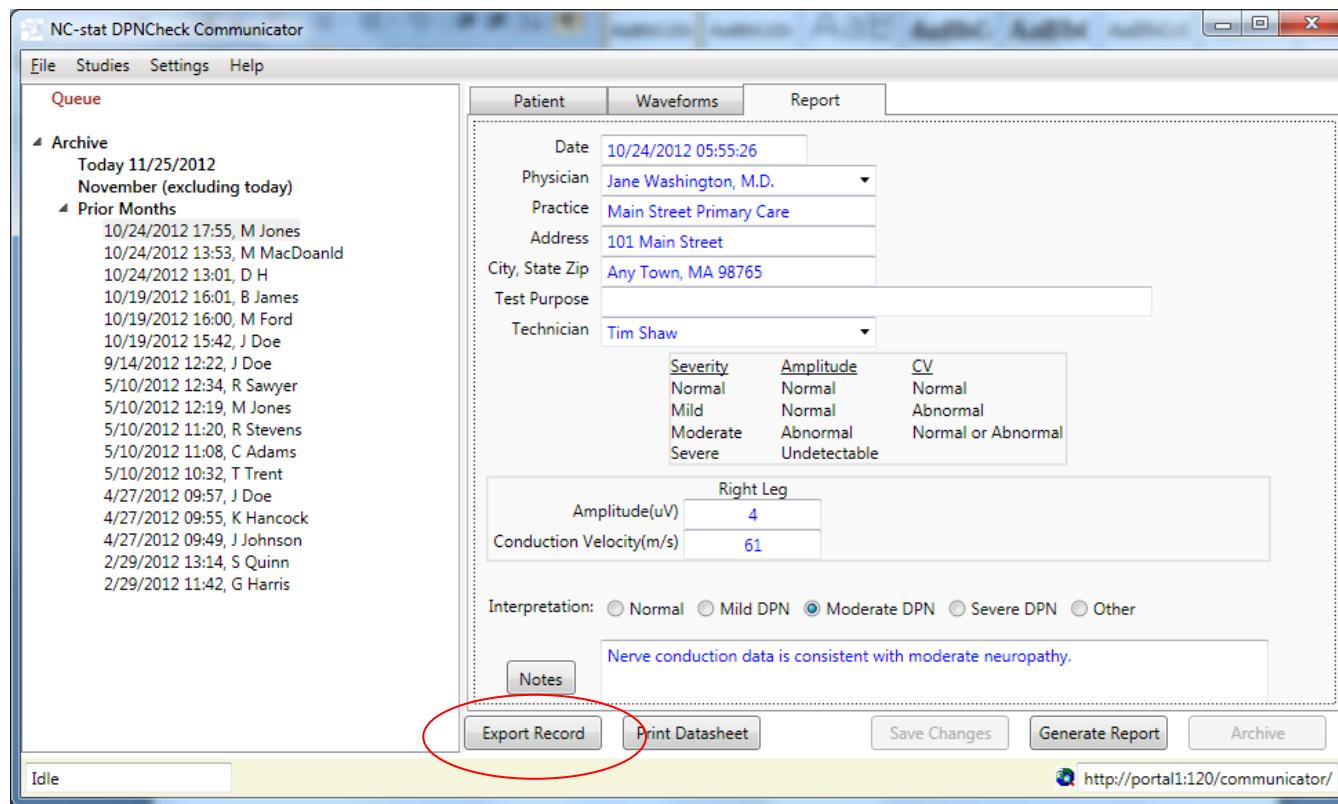 NC-stat DPNCheck Communicator
File Studies Settings Help
Queue
Archive
Today 11/25/2012
November (excluding today)
Prior Months
10/24/2012 17:55, M Jones
10/24/2012 13:53, M MacDoanld
10/24/2012 13:01, D H
10/19/2012 16:01, B James
10/19/2012 16:00, M Ford
10/19/2012 15:42, J Doe
9/14/2012 12:22, J Doe
5/10/2012 12:34, R Sawyer
5/10/2012 12:19, M Jones
5/10/2012 11:20, R Stevens
5/10/2012 11:08, C Adams
5/10/2012 10:32, T Trent
4/27/2012 09:57, J Doe
4/27/2012 09:55, K Hancock
4/27/2012 09:49, J Johnson
2/29/2012 13:14, S Quinn
2/29/2012 11:42, G Harris
Patient Waveforms Report
Date 10/24/2012 05:55:26
Physician Jane Washington, M.D.
Practice Main Street Primary Care
Address 101 Main Street
City, State Zip Any Town, MA 98765
Test Purpose
Technician Tim Shaw
Severity Amplitude CV
Normal Normal Normal
Mild Normal Abnormal
Moderate Abnormal Normal or Abnormal
Severe Undetectable
Right Leg
Amplitude(uV) 4
Conduction Velocity(m/s) 61
Interpretation: Normal Mild DPN Moderate DPN Severe DPN Other
Nerve conduction data is consistent with moderate neuropathy.
Notes
Export Record Print Datasheet Save Changes Generate Report Archive
Idle http://portal1:120/communicator/